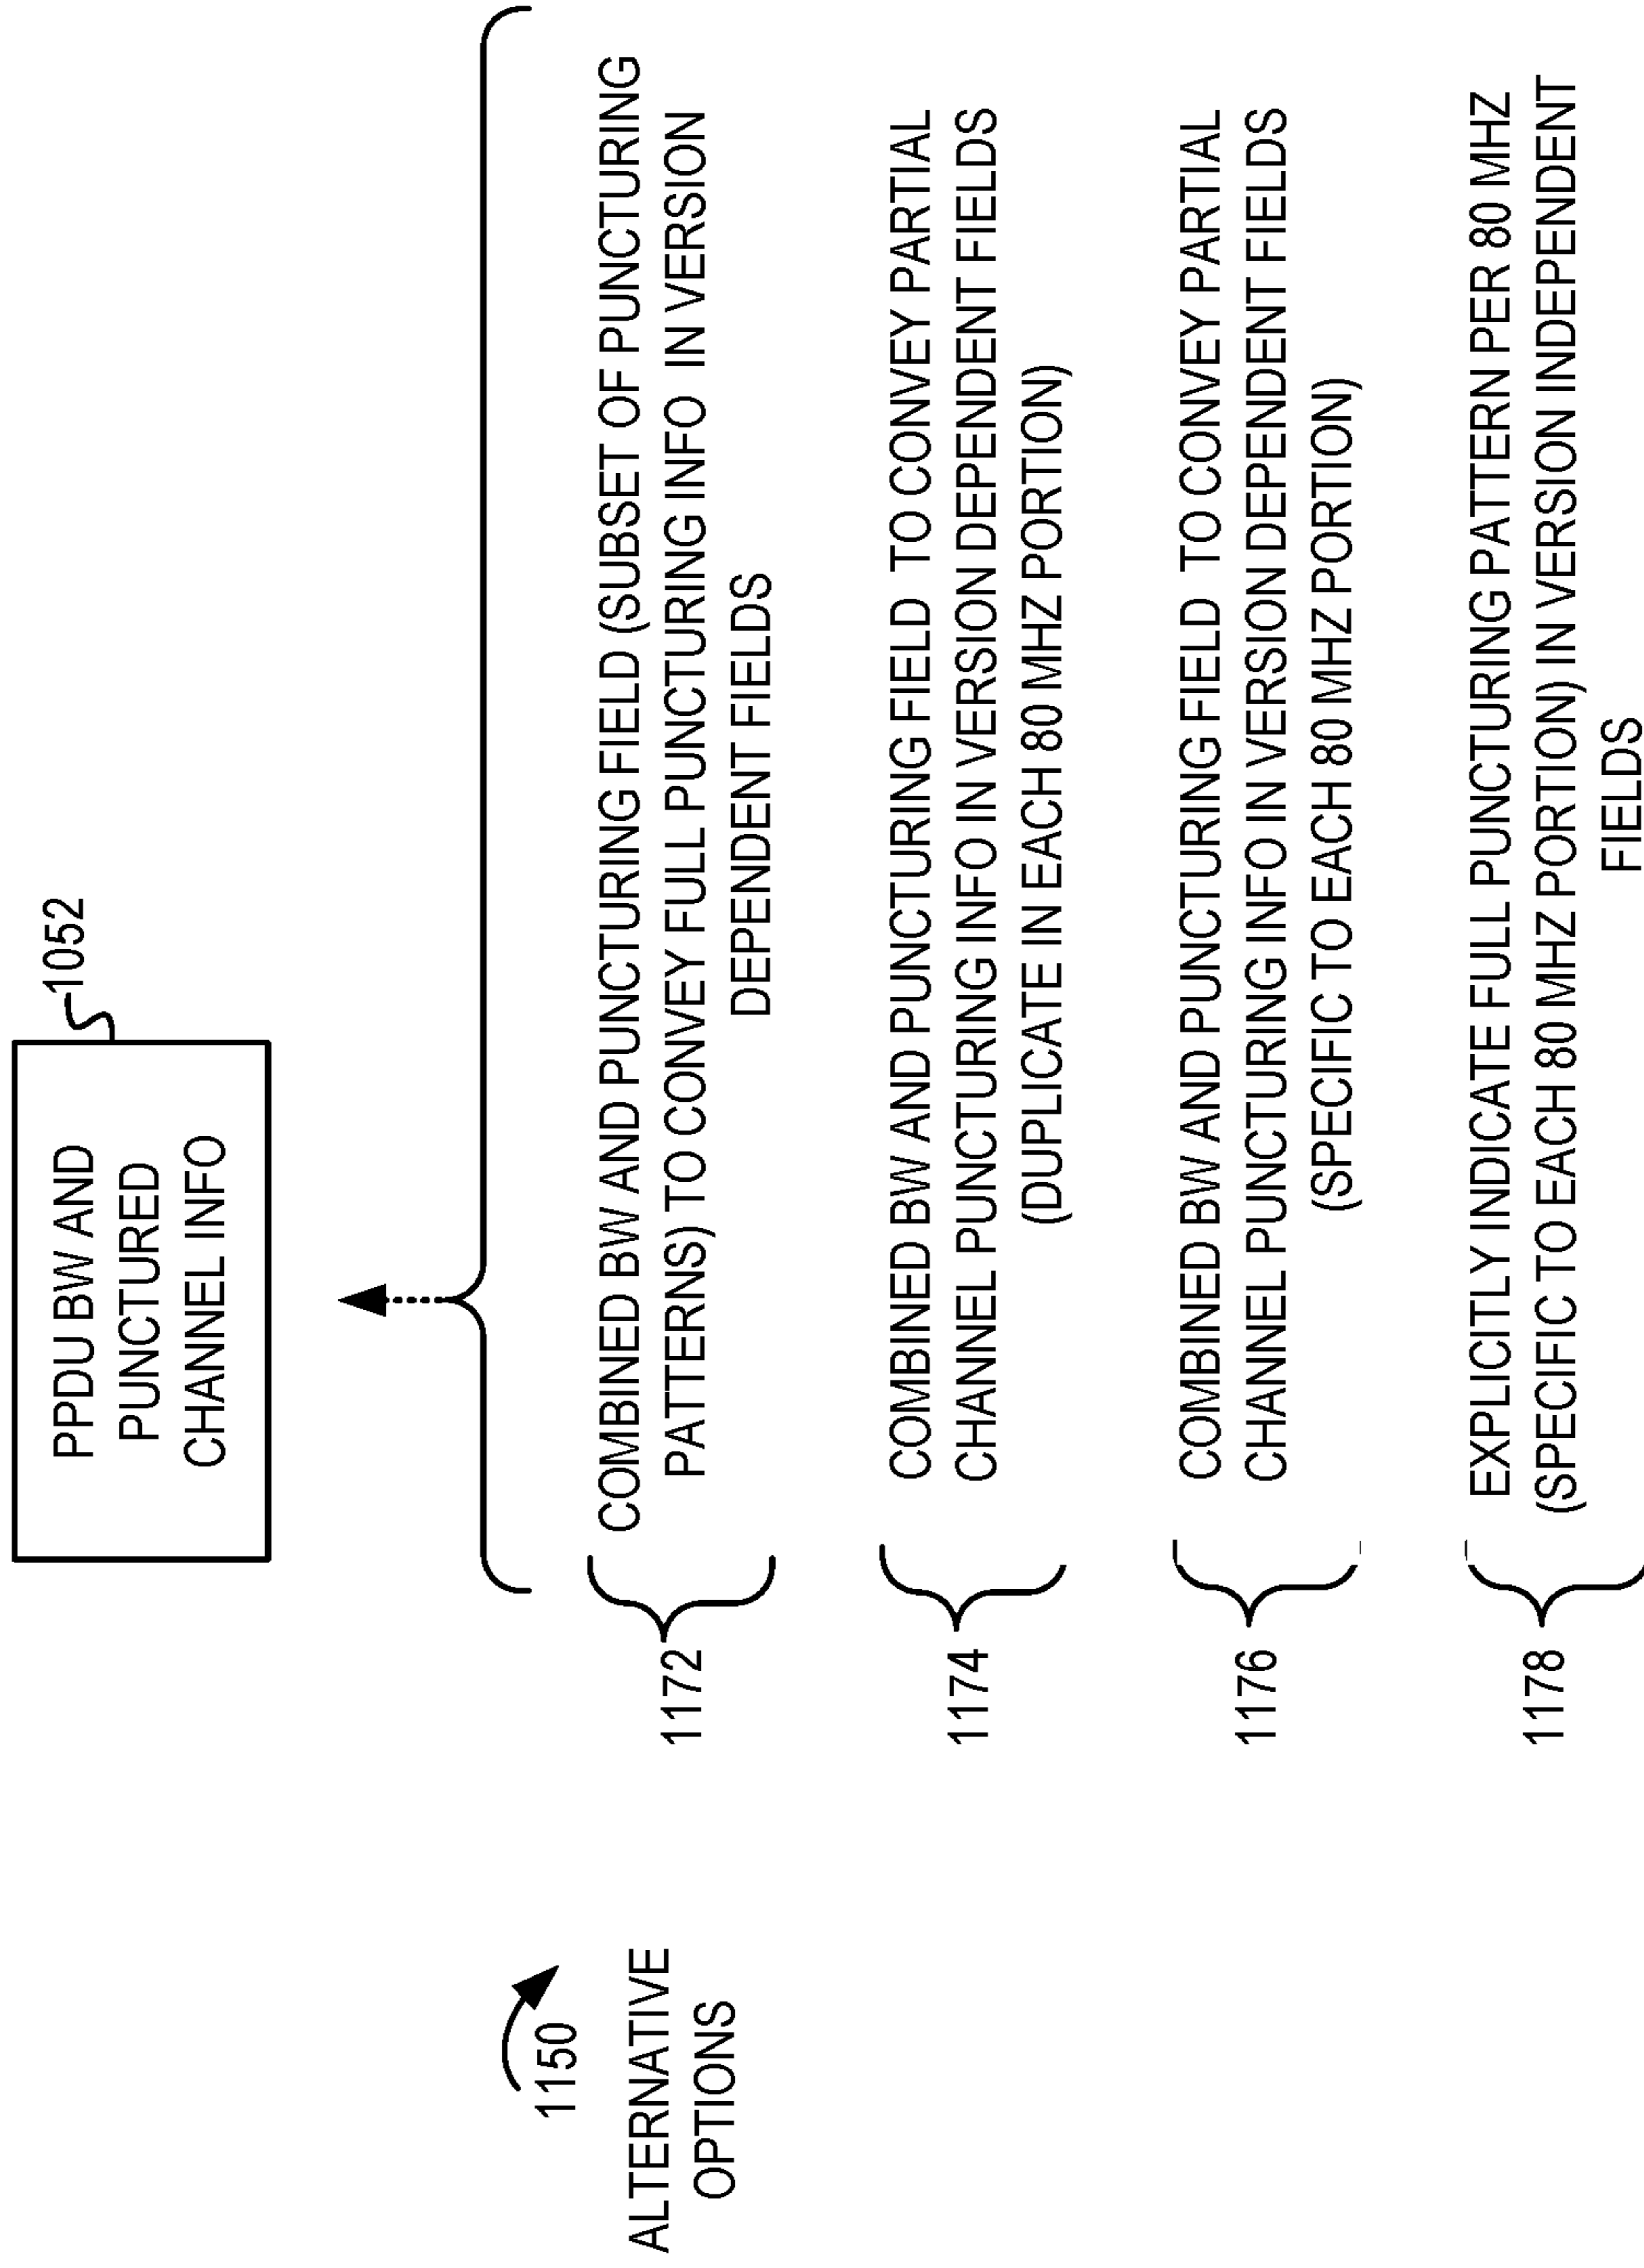 PPDU BW AND
PUNCTURED
CHANNEL INFO
1052
1150
ALTERNATIVE
OPTIONS
1172
COMBINED BW AND PUNCTURING FIELD (SUBSET OF PUNCTURING
PATTERNS) TO CONVEY FULL PUNCTURING INFO IN VERSION
DEPENDENT FIELDS
1174
COMBINED BW AND PUNCTURING FIELD TO CONVEY PARTIAL
CHANNEL PUNCTURING INFO IN VERSION DEPENDENT FIELDS
(DUPLICATE IN EACH 80 MHZ PORTION)
1176
COMBINED BW AND PUNCTURING FIELD TO CONVEY PARTIAL
CHANNEL PUNCTURING INFO IN VERSION DEPENDENT FIELDS
(SPECIFIC TO EACH 80 MHZ PORTION)
1178
EXPLICITLY INDICATE FULL PUNCTURING PATTERN PER 80 MHZ
(SPECIFIC TO EACH 80 MHZ PORTION) IN VERSION INDEPENDENT
FIELDS